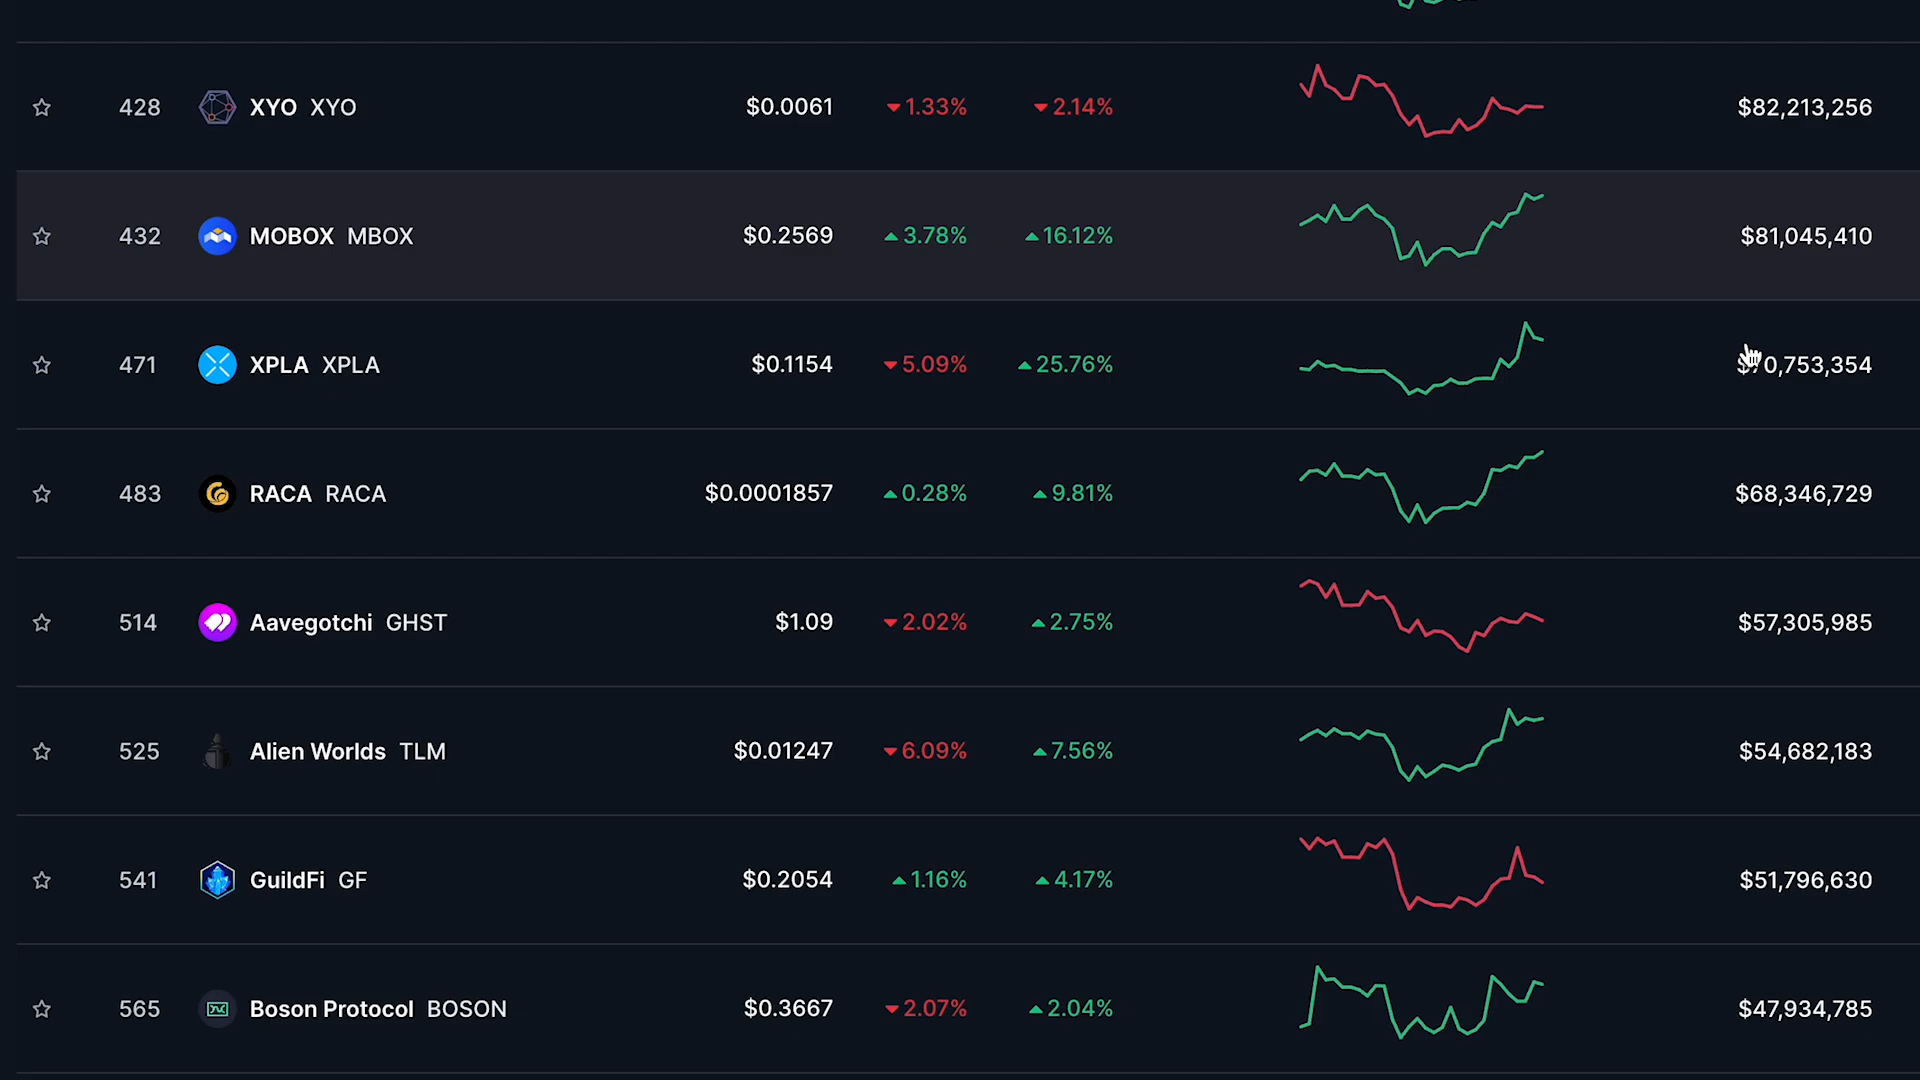 428 XYO XYO $0.0061 1.33% 2.14% $82,213,256
432 MOBOX MBOX $0.2569 3.78% 16.12% $81,045,410
471 XPLA XPLA $0.1154 5.09% 25.76% $70,753,354
483 RACA RACA $0.0001857 0.28% 9.81% $68,346,729
514 Aavegotchi GHST $1.09 2.02% 2.75% $57,305,985
525 Alien Worlds TLM $0.01247 6.09% 7.56% $54,682,183
541 GuildFi GF $0.2054 1.16% 4.17% $51,796,630
565 Boson Protocol BOSON $0.3667 2.07% 2.04% $47,934,785